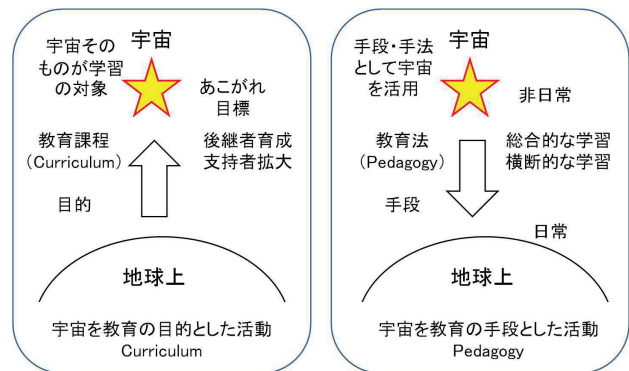 宇宙
宇宙その
ものが学習
の対象
あこがれ
目標
教育課程
(Curriculum)
後継者育成
支持者拡大
目的
地球上
宇宙を教育の目的とした活動
Curriculum
宇宙
手段・手法
として宇宙
を活用
非日常
教育法
(Pedagogy)
総合的な学習
横断的な学習
手段
日常
地球上
宇宙を教育の手段とした活動
Pedagogy